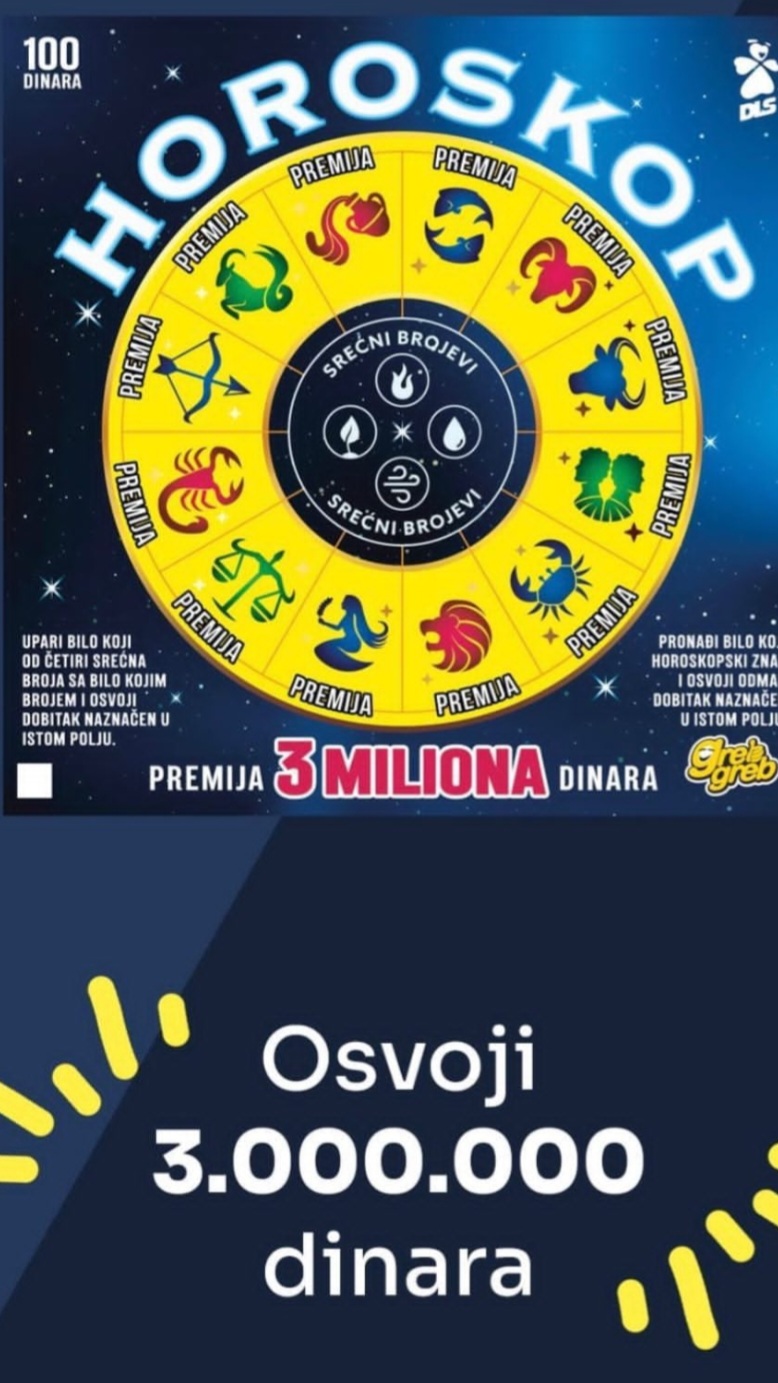 100
DINARA
HOROSKOP
DLS
PREMIJA
PREMIJA
PREMIJA
PREMIJA
PREMIJA
PREMIJA
PREMIJA
PREMIJA
PREMIJA
PREMIJA
PREMIJA
PREMIJA
SREĆNI BROJEVI
SREĆNI BROJEVI
UPARI BILO KOJI
OD ČETIRI SREĆNA
BROJA SA BILO KOJIM
BROJEM I OSVOJI
DOBITAK NAZNAČEN U
ISTOM POLJU.
PRONAĐI BILO KO
HOROSKOPSKI ZNA
I OSVOJI ODMA
DOBITAK NAZNAČE
U ISTOM POLJU
PREMIJA 3 MILIONA DINARA
greb
Osvoji
3.000.000
dinara